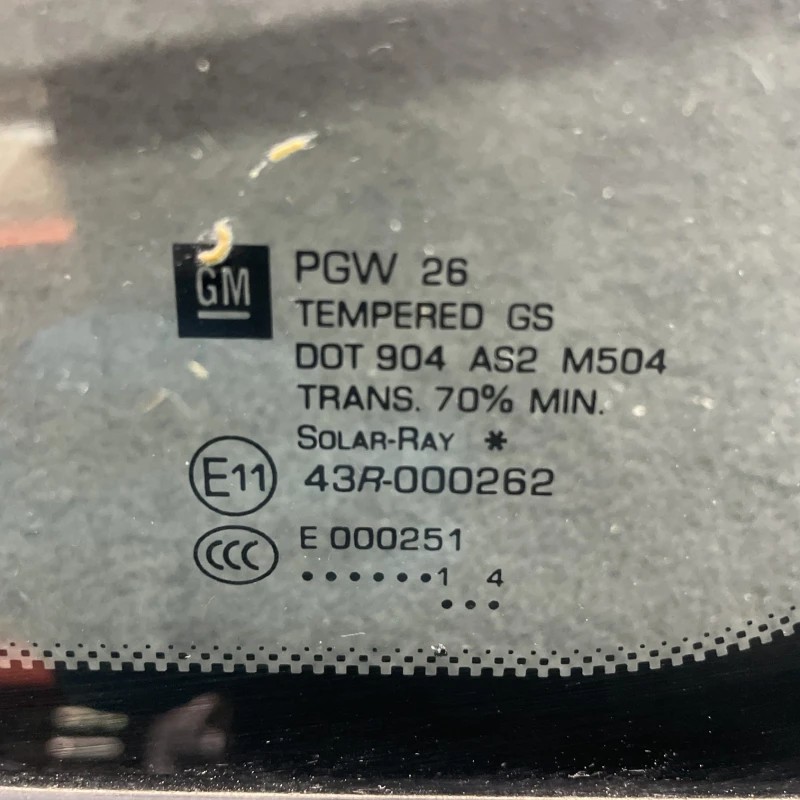 GM
PGW 26
TEMPERED GS
DOT 904 AS2 M504
TRANS. 70% MIN.
SOLAR-RAY *
E11 43R-000262
CCC E 000251
••••••• 1 4
•••